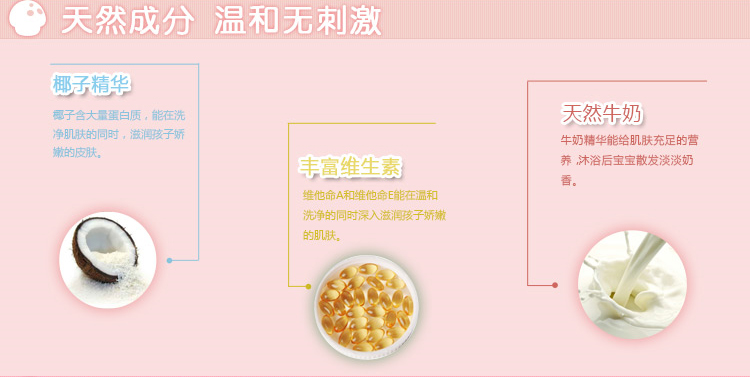 天然成分 温和无刺激
椰子精华
椰子含大量蛋白质，能在洗
净肌肤的同时，滋润孩子娇
嫩的皮肤。
丰富维生素
维他命A和维他命E能在温和
洗净的同时深入滋润孩子娇嫩
的肌肤。
天然牛奶
牛奶精华能给肌肤充足的营
养 ,沐浴后宝宝散发淡淡奶
香。